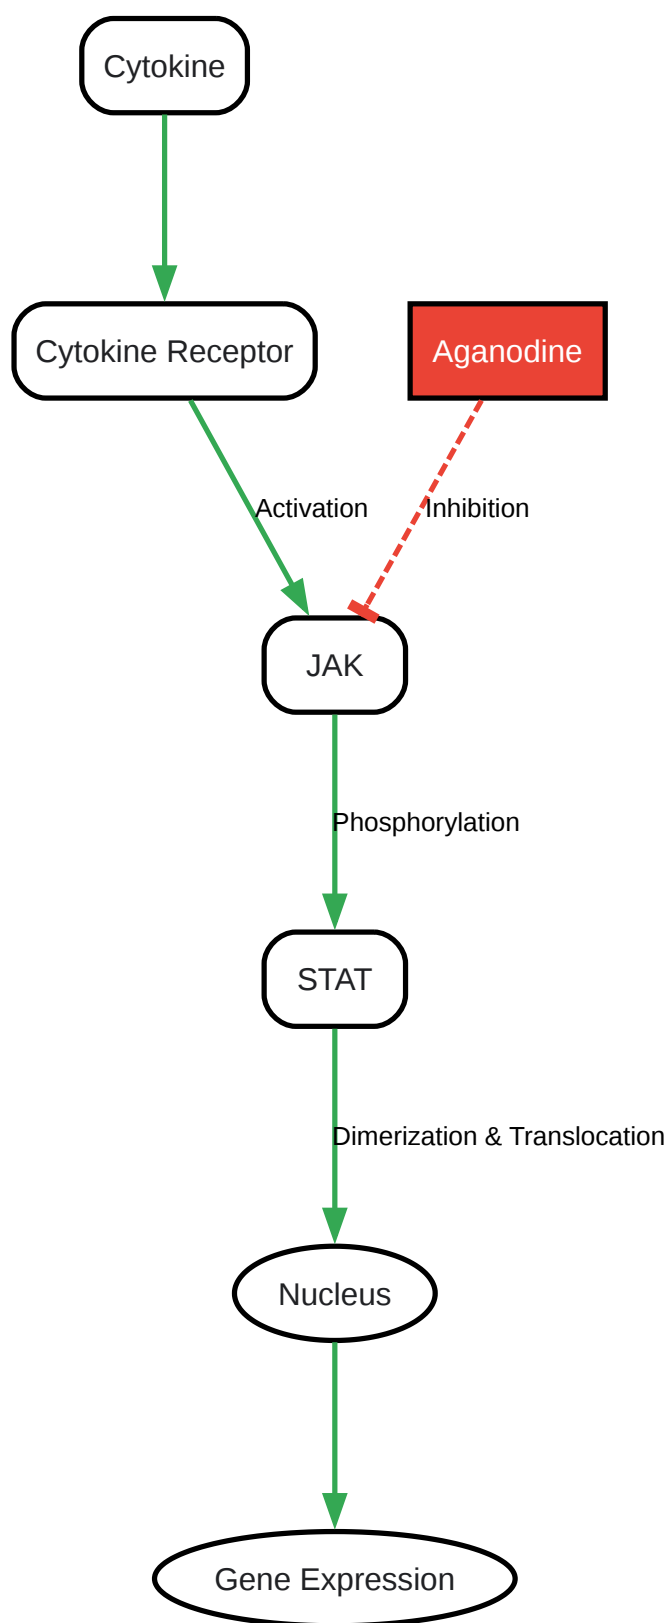 Cytokine
Cytokine Receptor
Aganodine
Activation
Inhibition
JAK
Phosphorylation
STAT
Dimerization & Translocation
Nucleus
Gene Expression